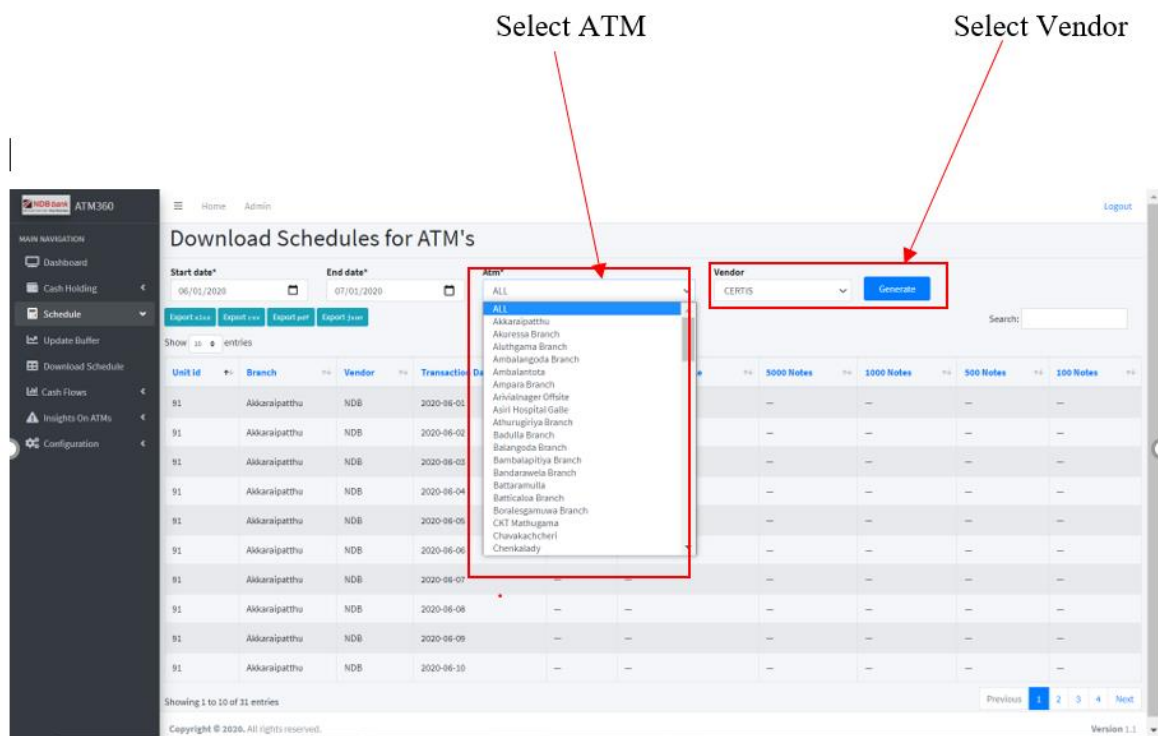 Select ATM Select Vendor
NDB bank ATM360 Home Admin Logout
MAIN NAVIGATION
Dashboard
Cash Holding
Schedule
Update Buffer
Download Schedule
Cash Flows
Insights On ATMs
Configuration
Download Schedules for ATM's
Start date* End date* Atm* Vendor
06/01/2020 07/01/2020 ALL CERTIS Generate
Export xlsx Export csv Export pdf Export json Search:
Show 10 entries
ALL
Akkaraipatthu
Akuressa Branch
Aluthgama Branch
Ambalangoda Branch
Ambalantota
Ampara Branch
Arivialnager Offsite
Asiri Hospital Galle
Athurugiriya Branch
Badulla Branch
Balangoda Branch
Bambalapitiya Branch
Bandarawela Branch
Battaramulla
Batticaloa Branch
Boralesgamuwa Branch
CKT Mathugama
Chavakachcheri
Chenkalady
Unit id Branch Vendor Transaction Da 5000 Notes 1000 Notes 500 Notes 100 Notes
91 Akkaraipatthu NDB 2020-06-01 — — — —
91 Akkaraipatthu NDB 2020-06-02 — — — —
91 Akkaraipatthu NDB 2020-06-03 — — — —
91 Akkaraipatthu NDB 2020-06-04 — — — —
91 Akkaraipatthu NDB 2020-06-05 — — — —
91 Akkaraipatthu NDB 2020-06-06 — — — —
91 Akkaraipatthu NDB 2020-06-07 — — — — — —
91 Akkaraipatthu NDB 2020-06-08 — — — — — —
91 Akkaraipatthu NDB 2020-06-09 — — — — — —
91 Akkaraipatthu NDB 2020-06-10 — — — — — —
Showing 1 to 10 of 31 entries Previous 1 2 3 4 Next
Copyright © 2020. All rights reserved. Version 1.1